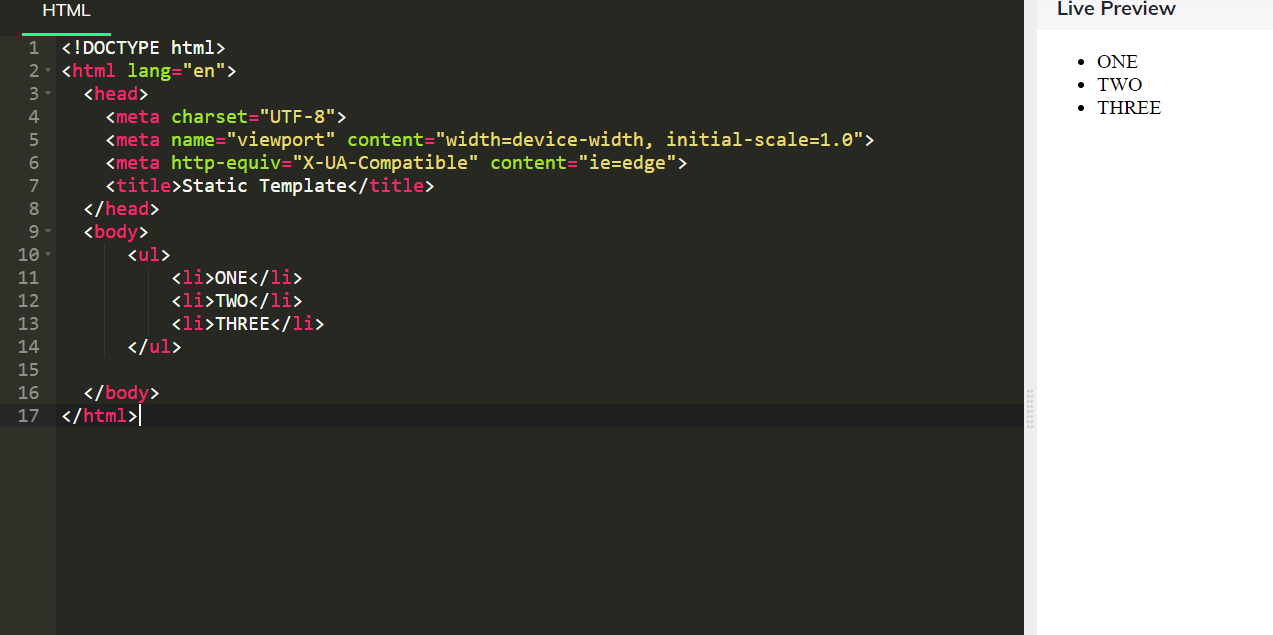 HTML
Live Preview
1 <!DOCTYPE html>
2 <html lang="en">
3   <head>
4     <meta charset="UTF-8">
5     <meta name="viewport" content="width=device-width, initial-scale=1.0">
6     <meta http-equiv="X-UA-Compatible" content="ie=edge">
7     <title>Static Template</title>
8   </head>
9   <body>
10       <ul>
11           <li>ONE</li>
12           <li>TWO</li>
13           <li>THREE</li>
14       </ul>
15
16   </body>
17 </html>
• ONE
• TWO
• THREE